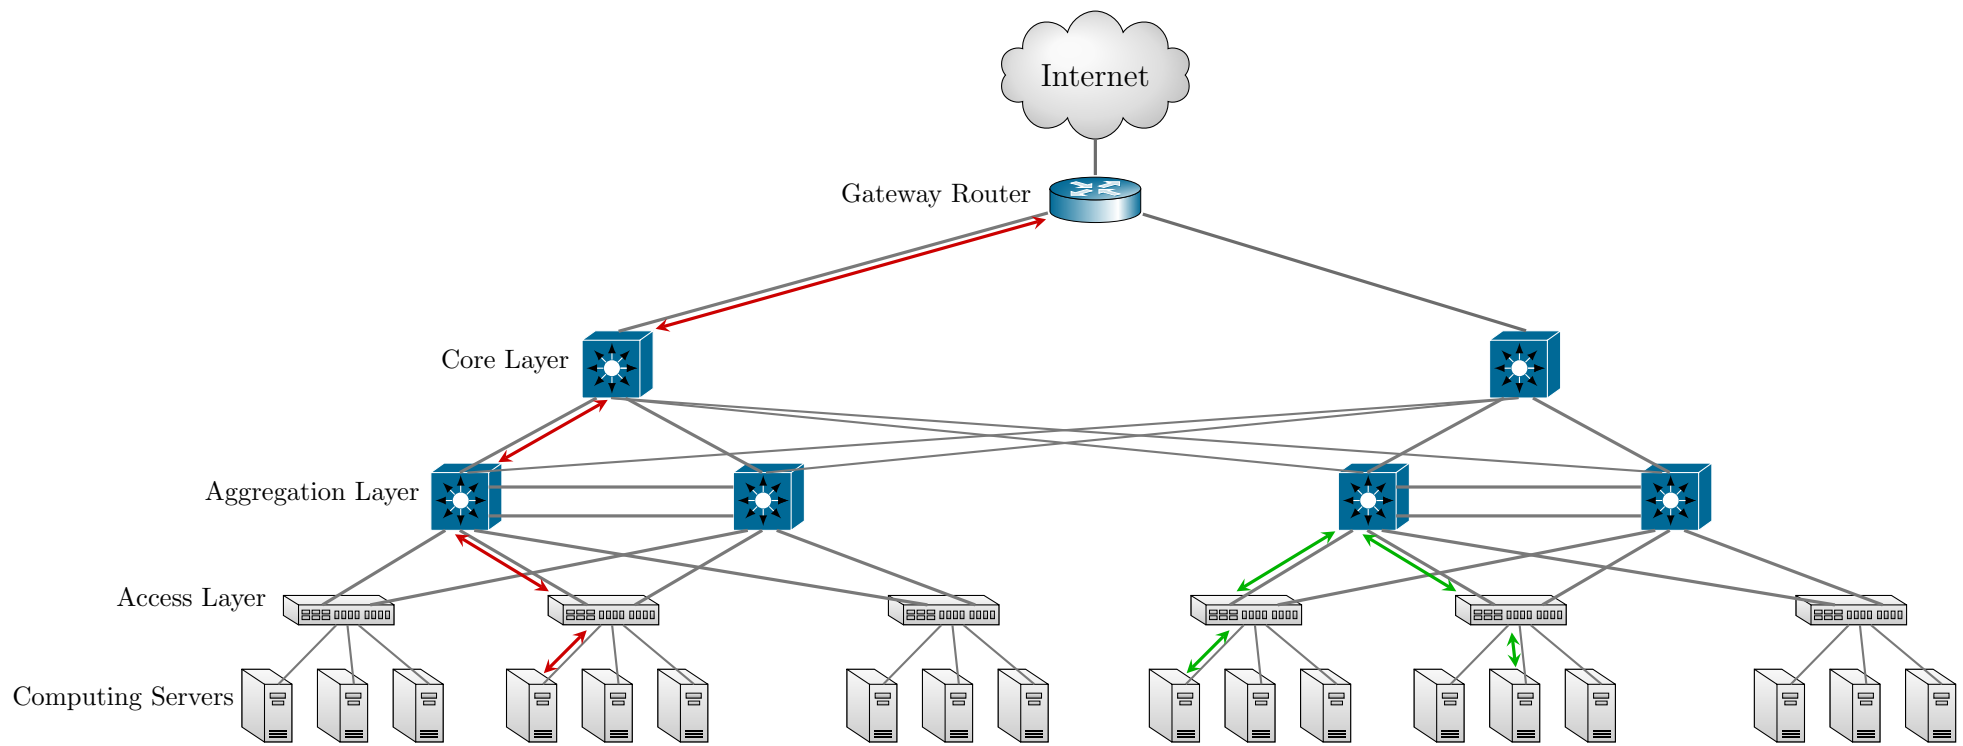 Internet
Gateway Router
Core Layer
Aggregation Layer
Access Layer
Computing Servers